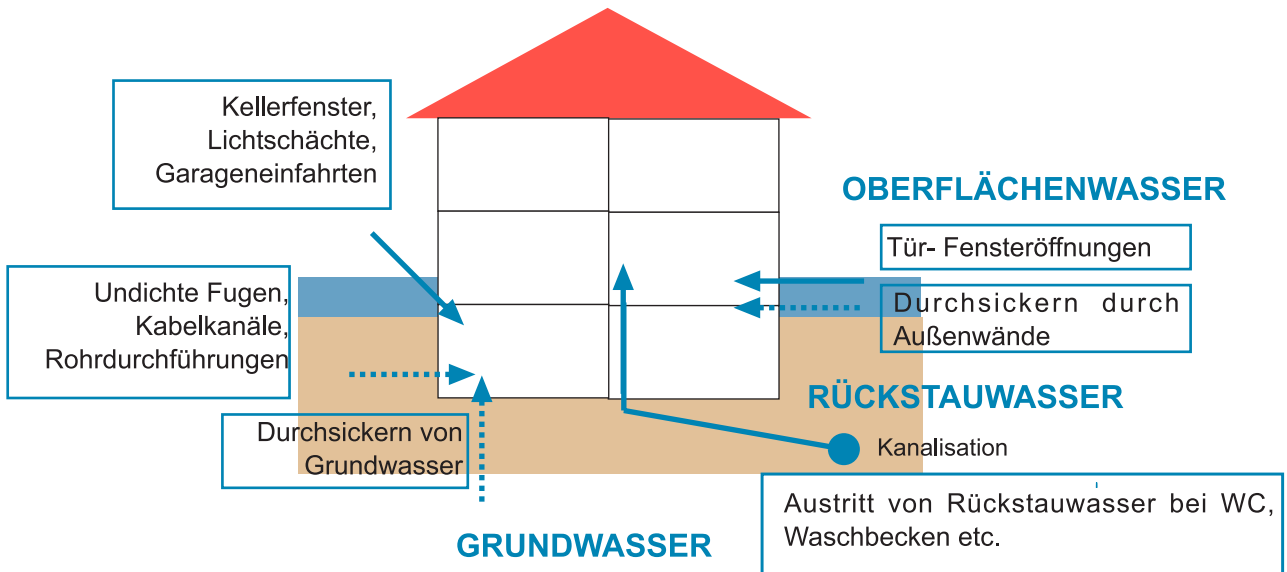 Kellerfenster,
Lichtschächte,
Garageneinfahrten
OBERFLÄCHENWASSER
Tür- Fensteröffnungen
Durchsickern durch
Außenwände
Undichte Fugen,
Kabelkanäle,
Rohrdurchführungen
RÜCKSTAUWASSER
Durchsickern von
Grundwasser
Kanalisation
Austritt von Rückstauwasser bei WC,
Waschbecken etc.
GRUNDWASSER